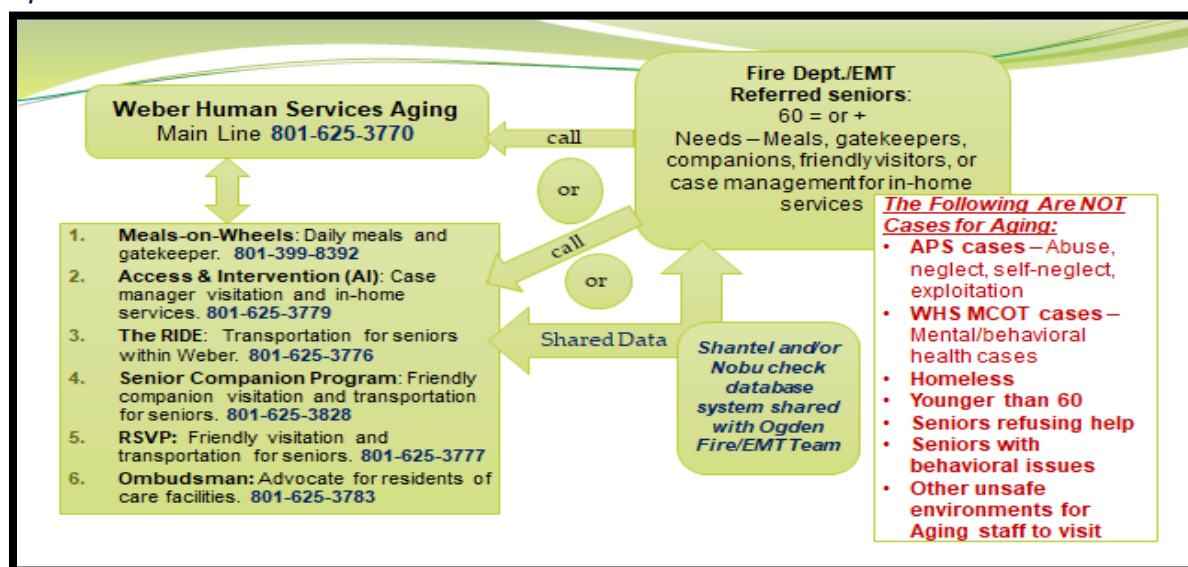 Weber Human Services Aging
Main Line 801-625-3770
call
or
call
or
Shared Data
Fire Dept./EMT
Referred seniors:
60 = or +
Needs – Meals, gatekeepers,
companions, friendly visitors, or
case management for in-home
services
1. Meals-on-Wheels: Daily meals and
gatekeeper. 801-399-8392
2. Access & Intervention (AI): Case
manager visitation and in-home
services. 801-625-3779
3. The RIDE: Transportation for seniors
within Weber. 801-625-3776
4. Senior Companion Program: Friendly
companion visitation and transportation
for seniors. 801-625-3828
5. RSVP: Friendly visitation and
transportation for seniors. 801-625-3777
6. Ombudsman: Advocate for residents of
care facilities. 801-625-3783
Shantel and/or
Nobu check
database
system shared
with Ogden
Fire/EMT Team
The Following Are NOT
Cases for Aging:
• APS cases – Abuse,
neglect, self-neglect,
exploitation
• WHS MCOT cases –
Mental/behavioral
health cases
• Homeless
• Younger than 60
• Seniors refusing help
• Seniors with
behavioral issues
• Other unsafe
environments for
Aging staff to visit